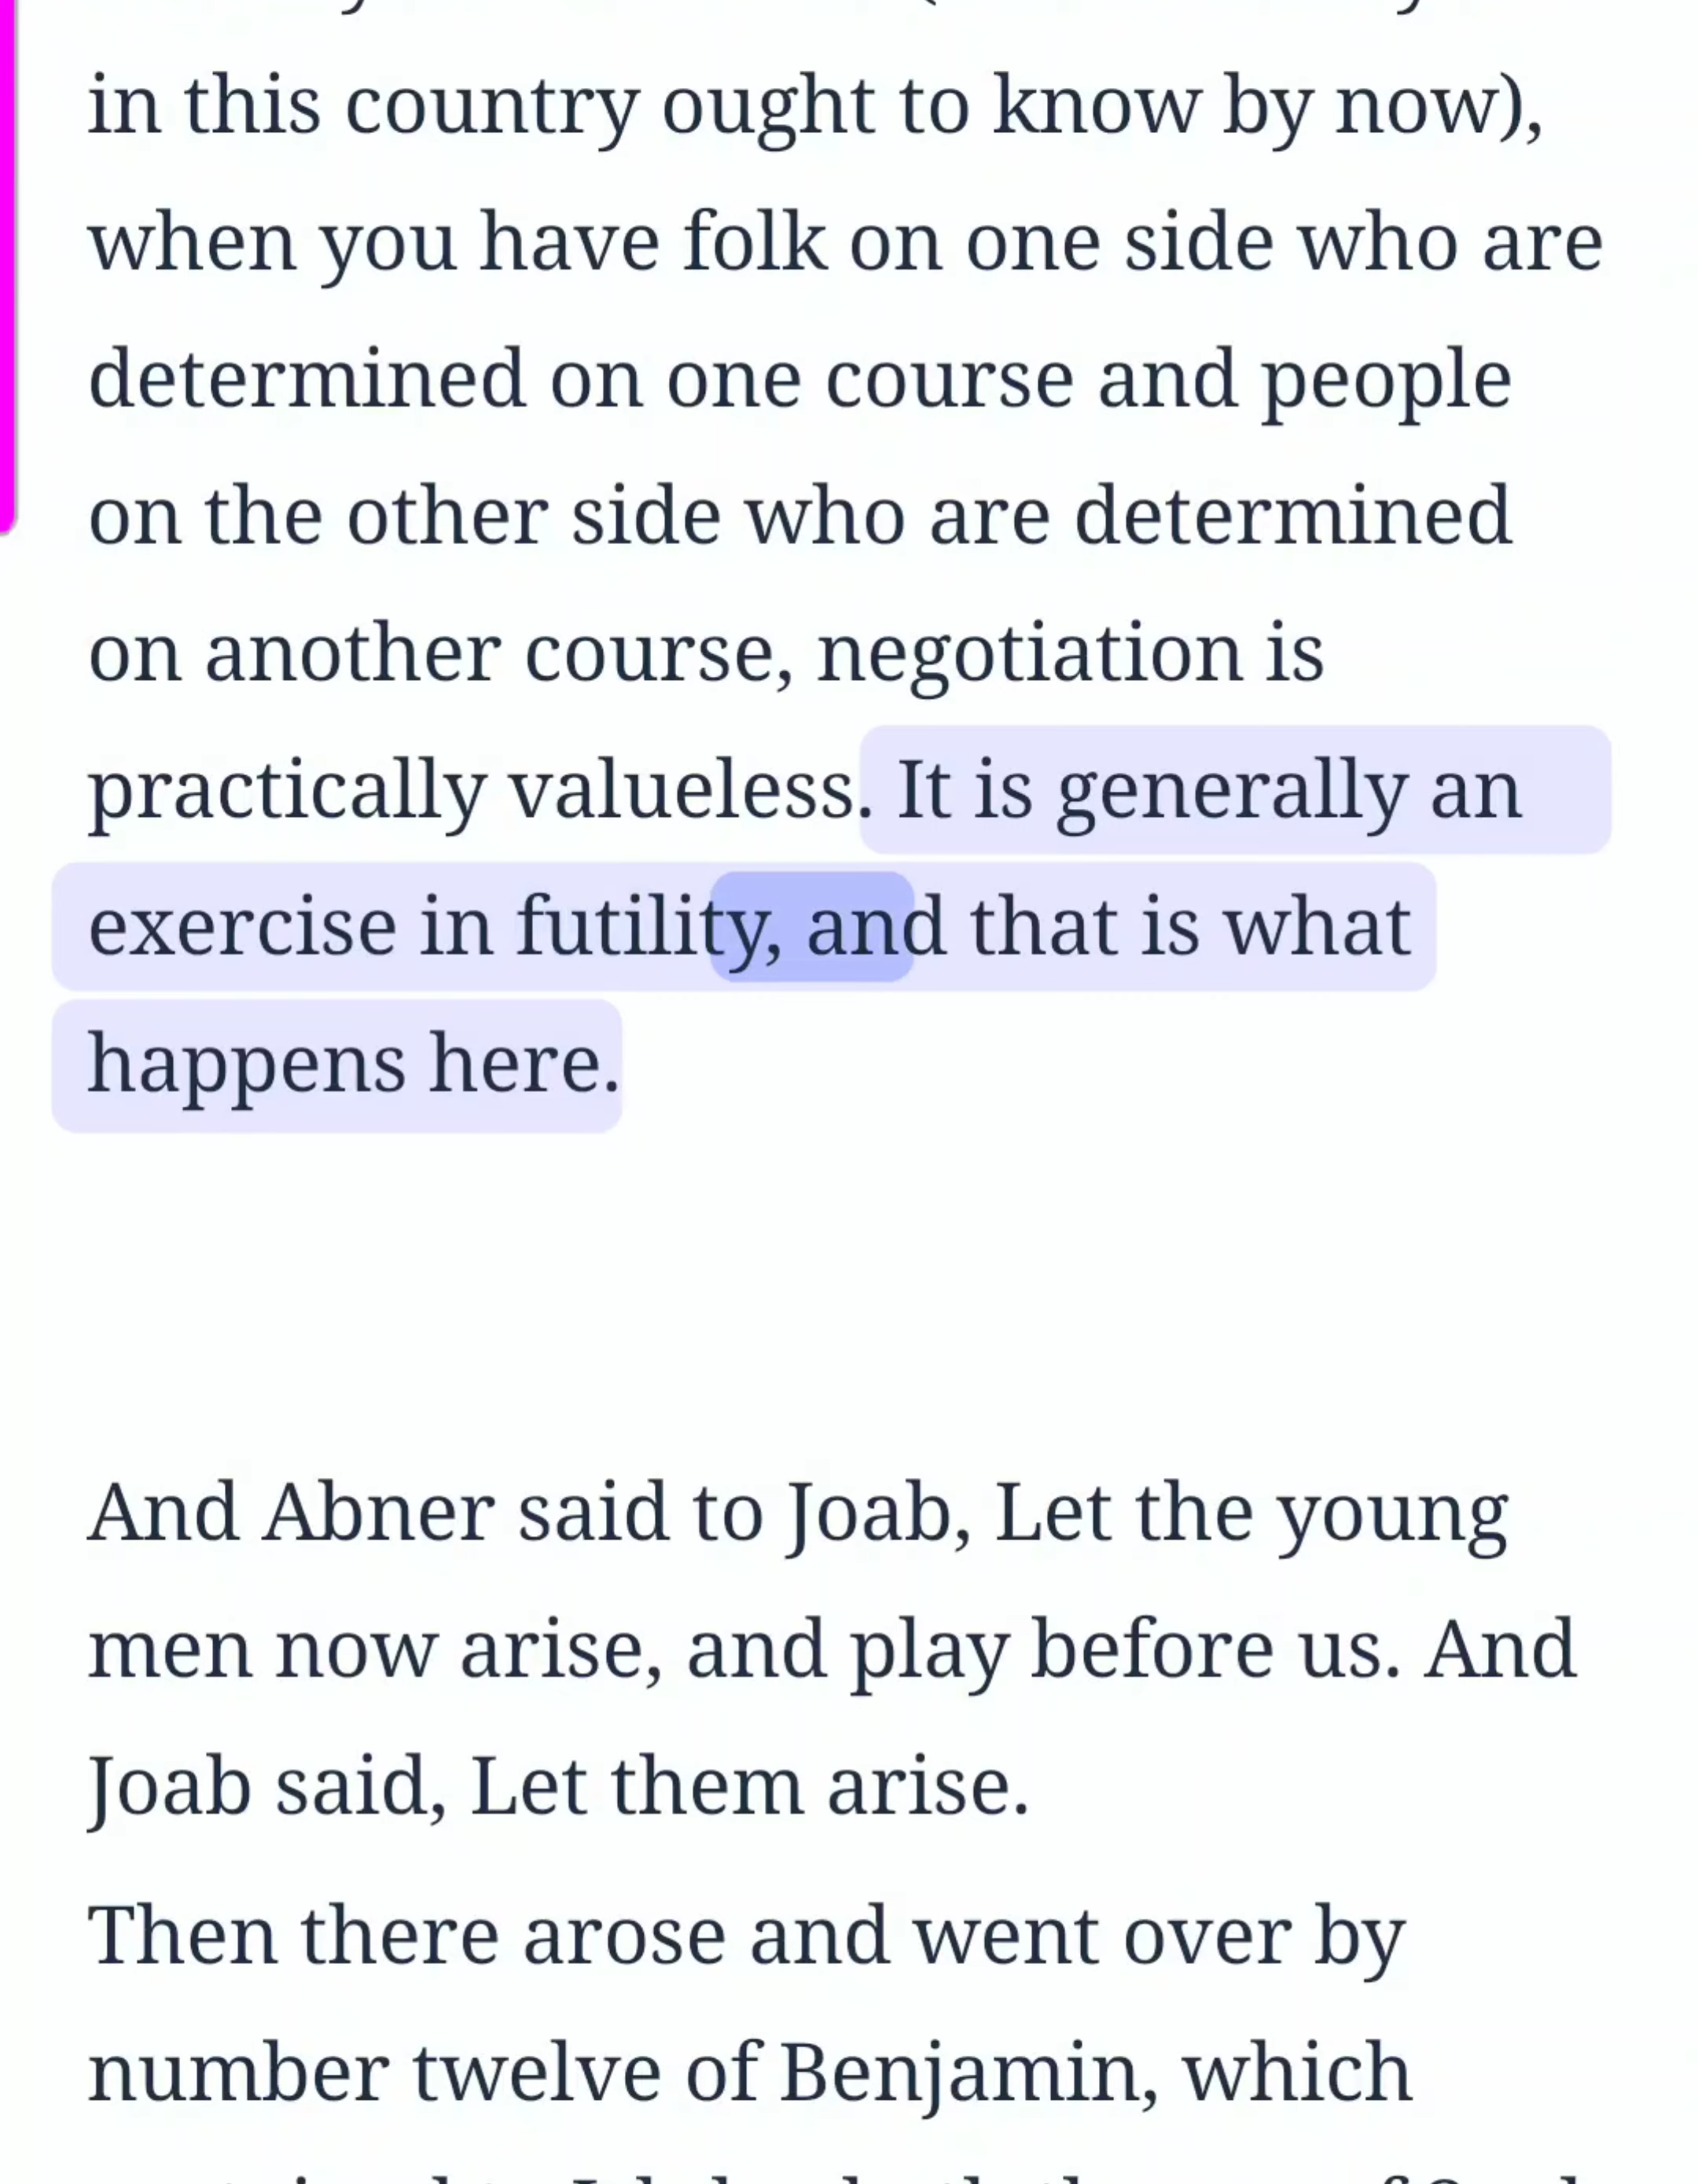 in this country ought to know by now),
when you have folk on one side who are
determined on one course and people
on the other side who are determined
on another course, negotiation is
practically valueless. It is generally an
exercise in futility, and that is what
happens here.
And Abner said to Joab, Let the young
men now arise, and play before us. And
Joab said, Let them arise.
Then there arose and went over by
number twelve of Benjamin, which